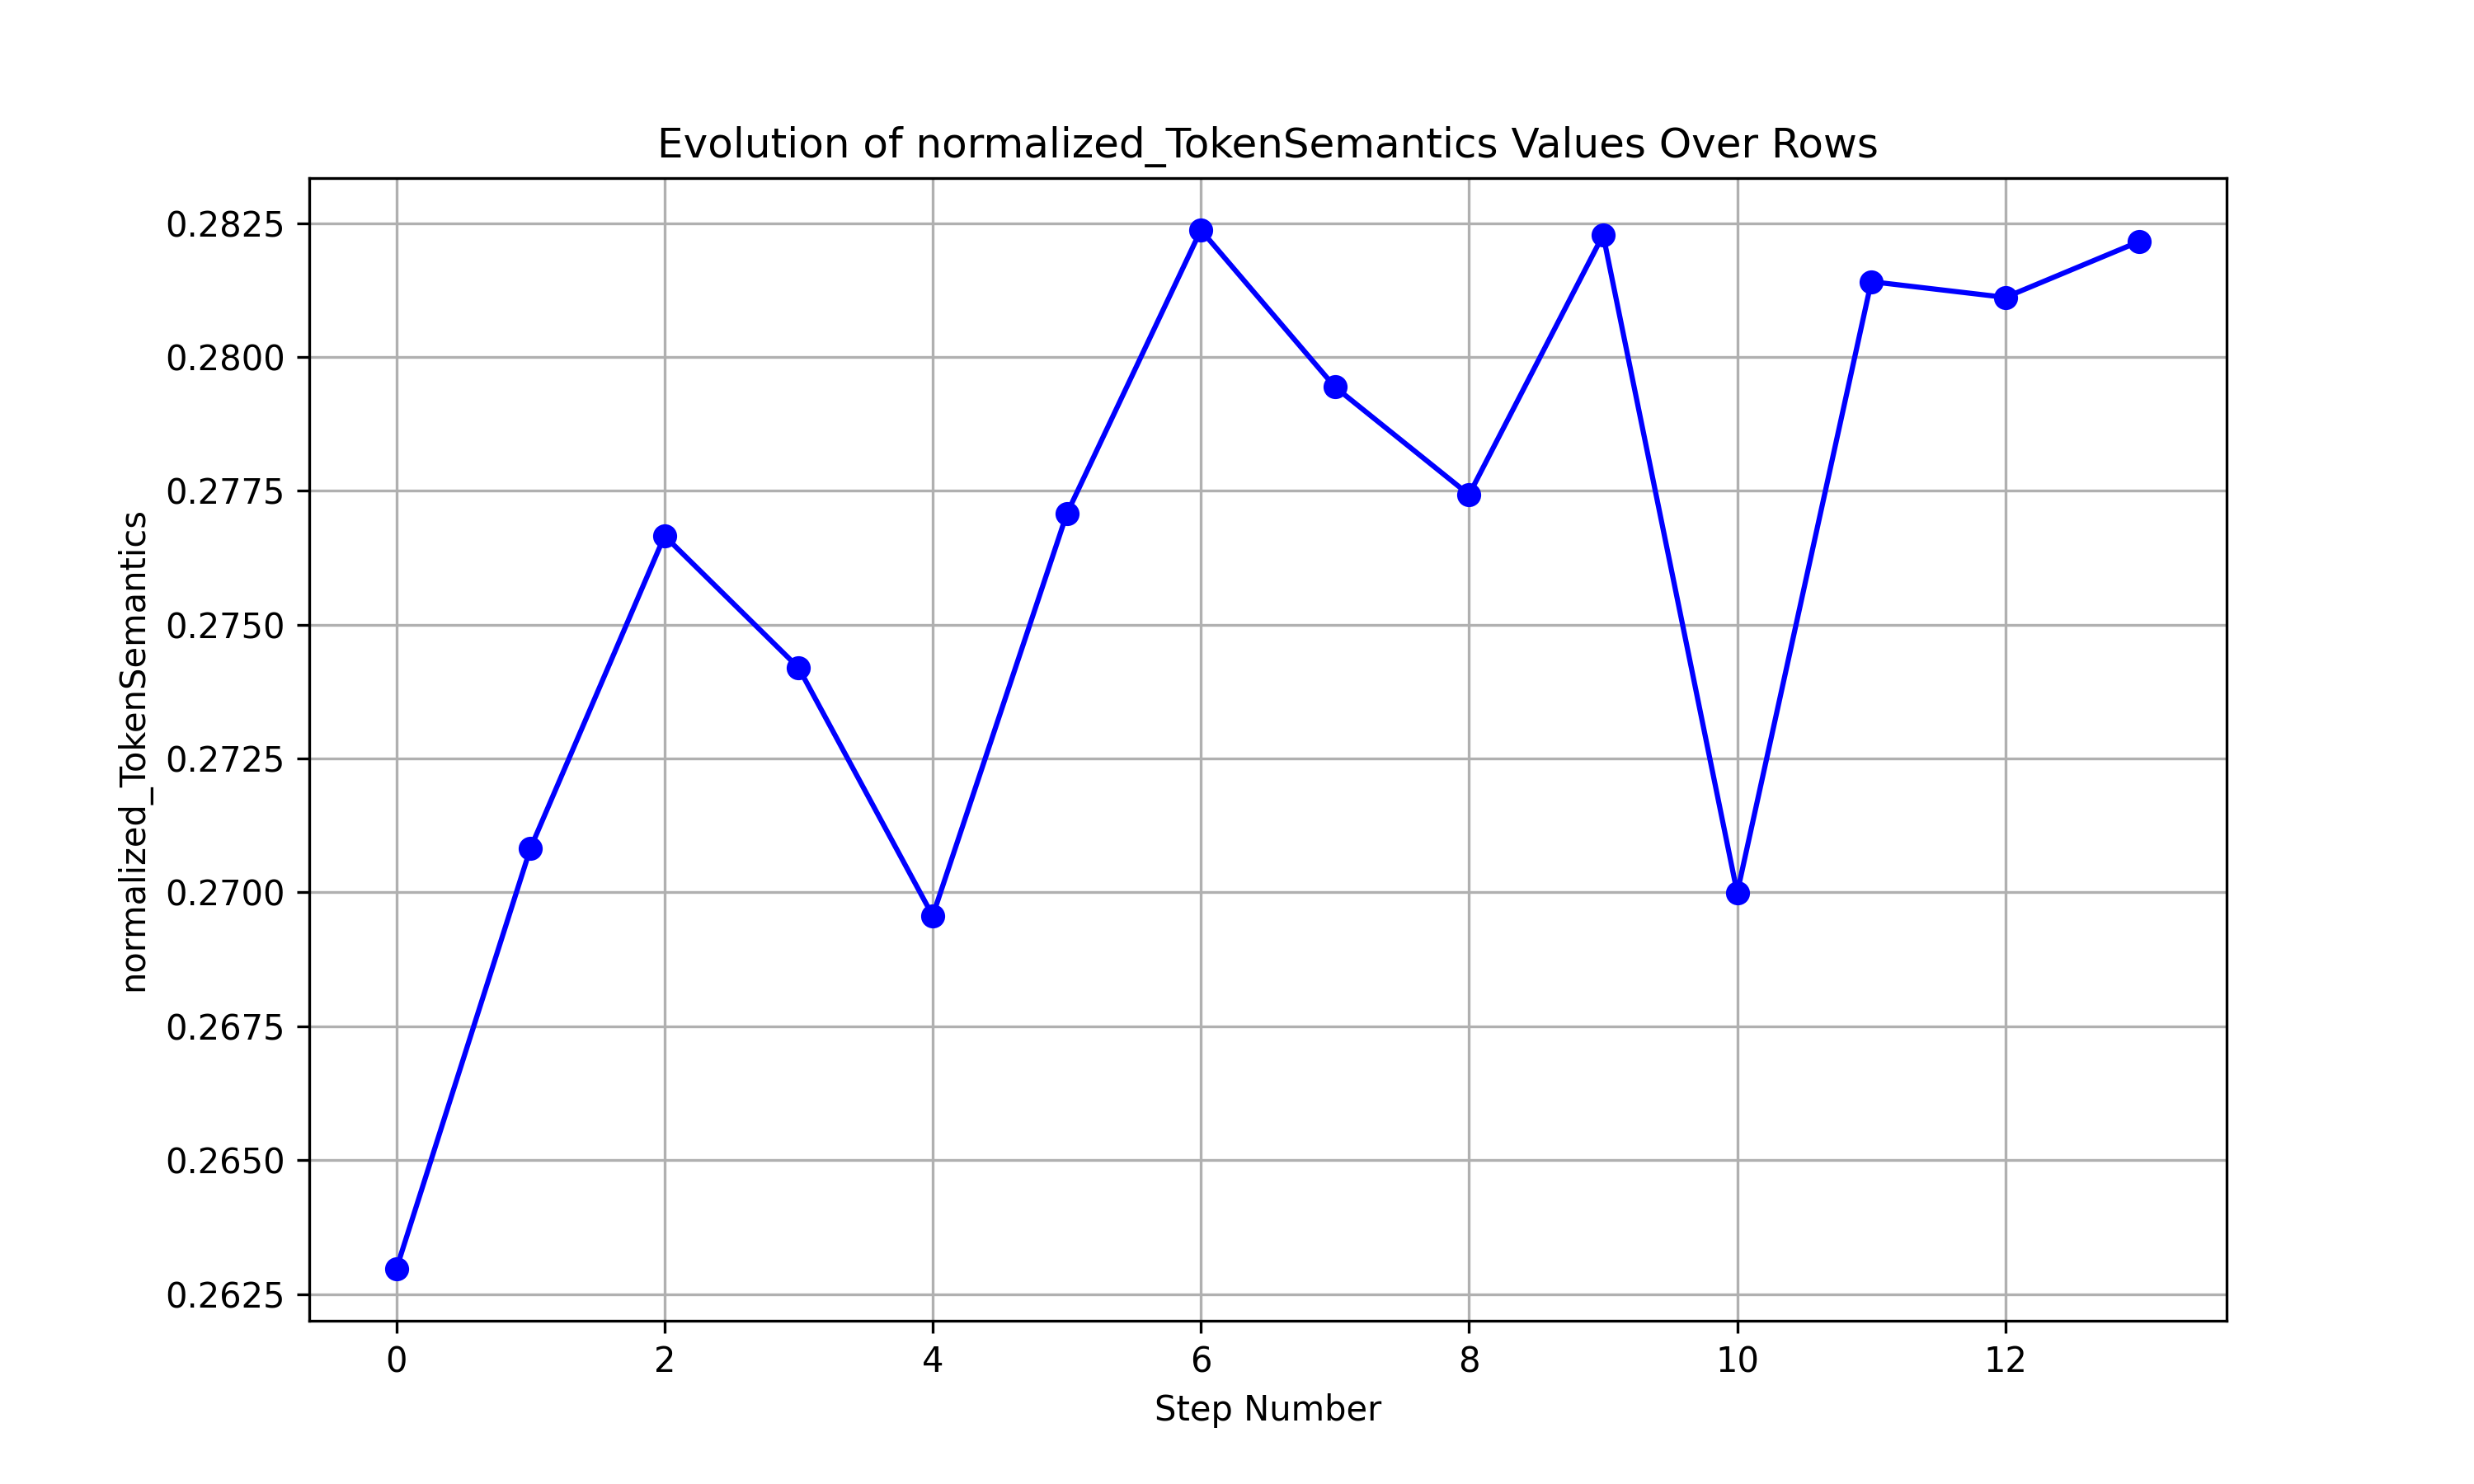 Evolution of normalized_TokenSemantics Values Over Rows
normalized_TokenSemantics
0.2825
0.2800
0.2775
0.2750
0.2725
0.2700
0.2675
0.2650
0.2625
0 2 4 6 8 10 12
Step Number